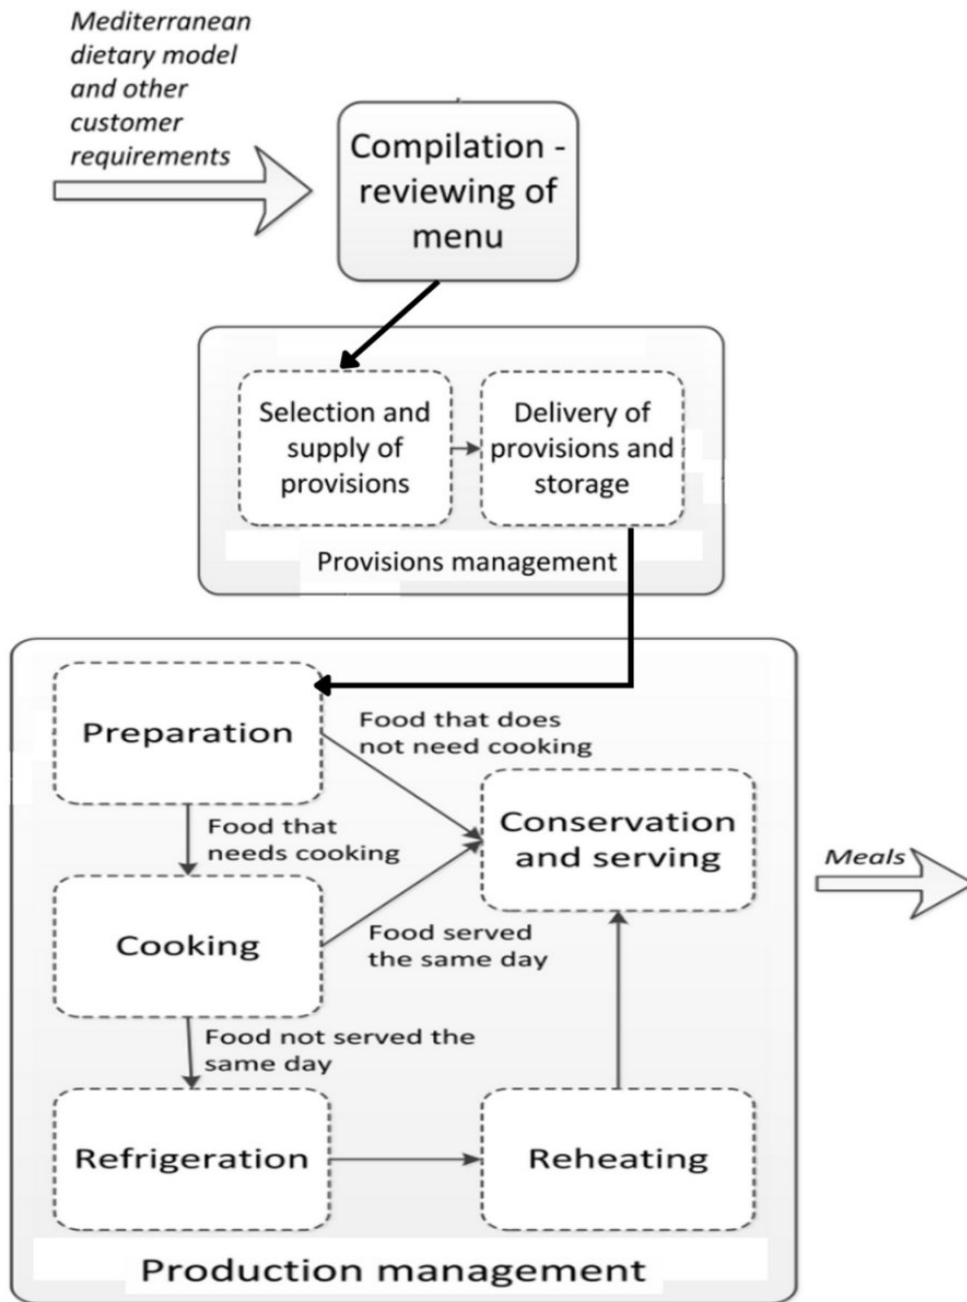 Mediterranean
dietary model
and other
customer
requirements
Compilation -
reviewing of
menu
Selection and
supply of
provisions
Delivery of
provisions and
storage
Provisions management
Preparation
Food that does
not need cooking
Food that
needs cooking
Conservation
and serving
Meals
Cooking
Food served
the same day
Food not served the
same day
Refrigeration
Reheating
Production management